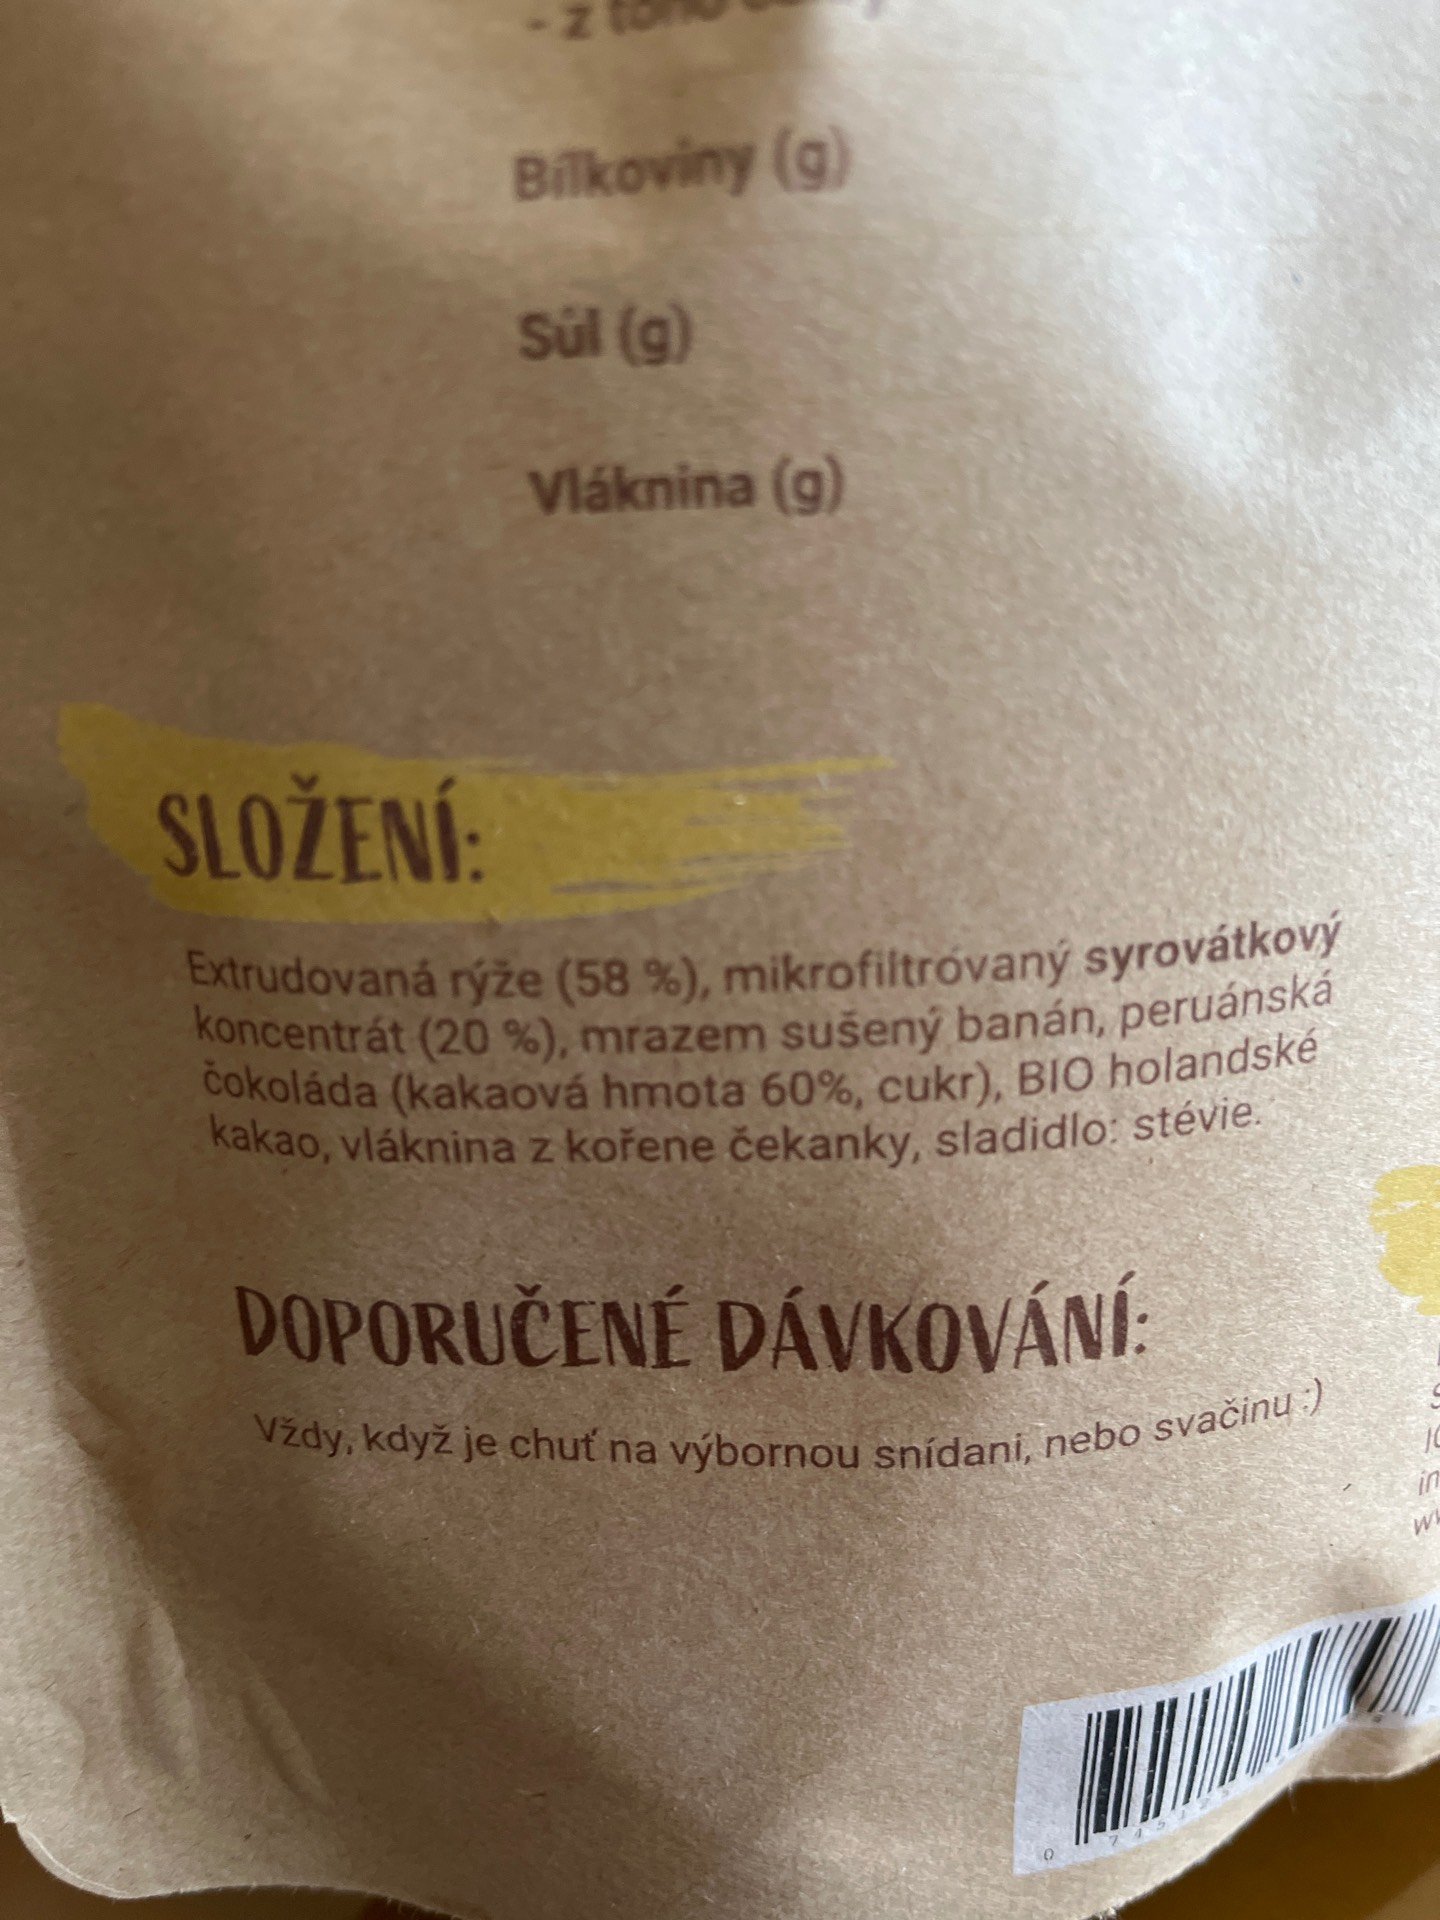 - z toho
Bílkoviny (g)
Sůl (g)
Vláknina (g)
SLOŽENÍ:
Extrudovaná rýže (58 %), mikrofiltróvaný syrovátkový
koncentrát (20 %), mrazem sušený banán, peruánská
čokoláda (kakaová hmota 60%, cukr), BIO holandské
kakao, vláknina z kořene čekanky, sladidlo: stévie.
DOPORUČENÉ DÁVKOVÁNÍ:
Vždy, když je chuť na výbornou snídani, nebo svačinu :)